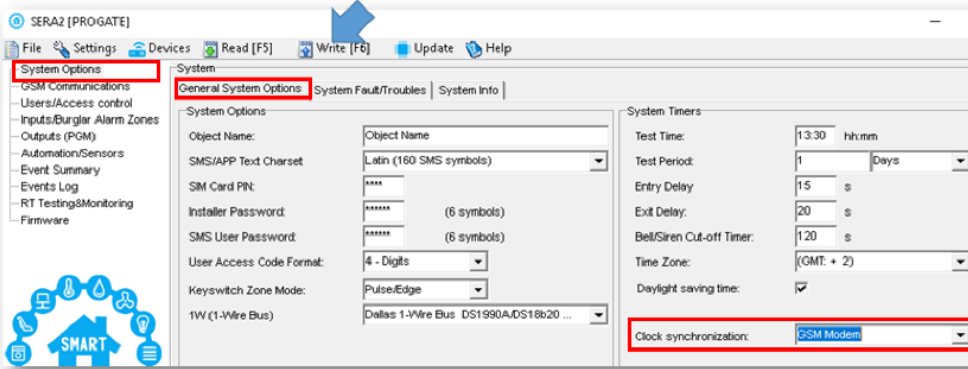 SERA2 [PROGATE]
File Settings Devices Read [F5] Write [F6] Update Help
System Options
GSM Communications
Users/Access control
Inputs/Burglar Alarm Zones
Outputs (PGM)
Automation/Sensors
Event Summary
Events Log
RT Testing&Monitoring
Firmware
SMART
System
General System Options System Fault/Troubles System Info
System Options
Object Name: Object Name
SMS/APP Text Charset Latin (160 SMS symbols)
SIM Card PIN: ****
Installer Password: ****** (6 symbols)
SMS User Password: ****** (6 symbols)
User Access Code Format: 4 - Digits
Keyswitch Zone Mode: Pulse/Edge
1W (1-Wire Bus) Dallas 1-Wire Bus DS1990A/DS18b20 ...
System Timers
Test Time: 13:30 hh:mm
Test Period: 1 Days
Entry Delay 15 s
Exit Delay: 20 s
Bell/Siren Cut-off Timer: 120 s
Time Zone: (GMT: + 2)
Daylight saving time:
Clock synchronization: GSM Modem